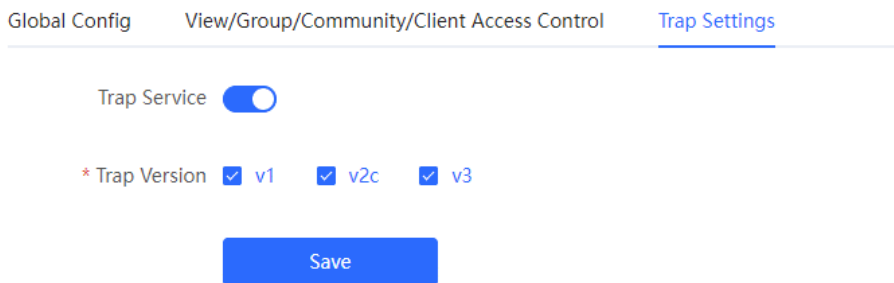 Global Config View/Group/Community/Client Access Control Trap Settings
Trap Service
* Trap Version v1 v2c v3
Save